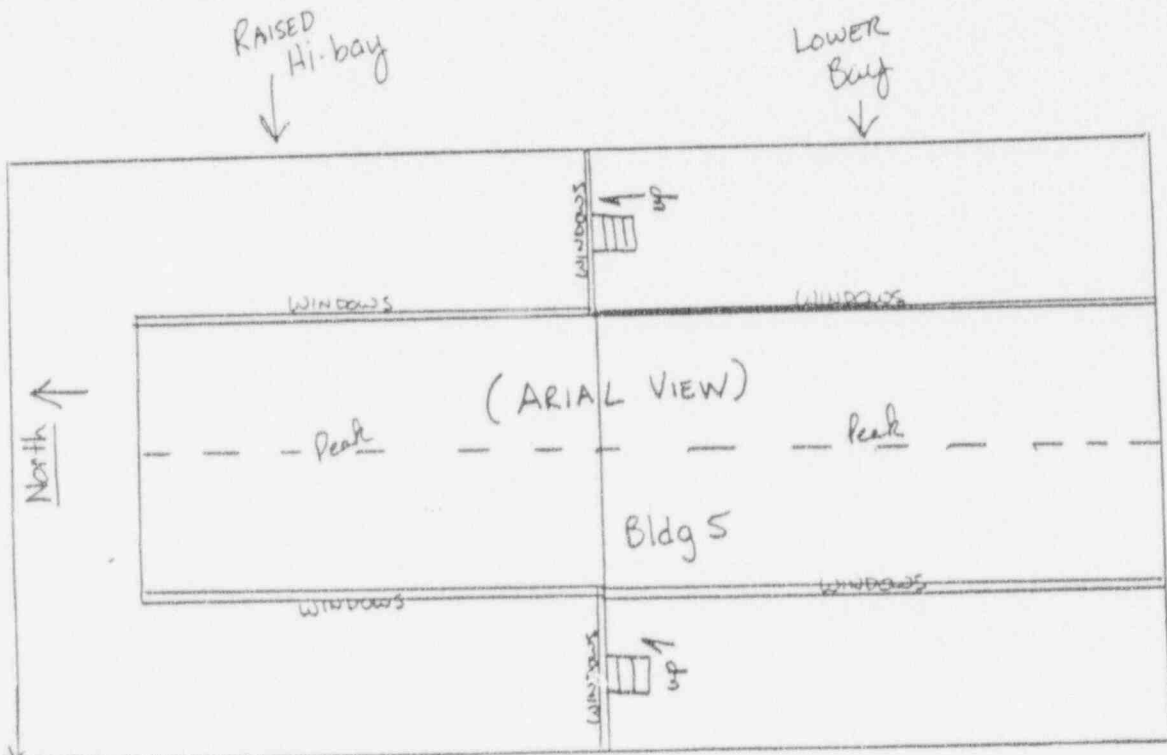 RAISED
Hi-bay
LOWER
Bay
WINDOWS
up
WINDOWS
WINDOWS
(ARIAL VIEW)
North
Peak
Peak
Bldg 5
WINDOWS
WINDOWS
WINDOWS
up